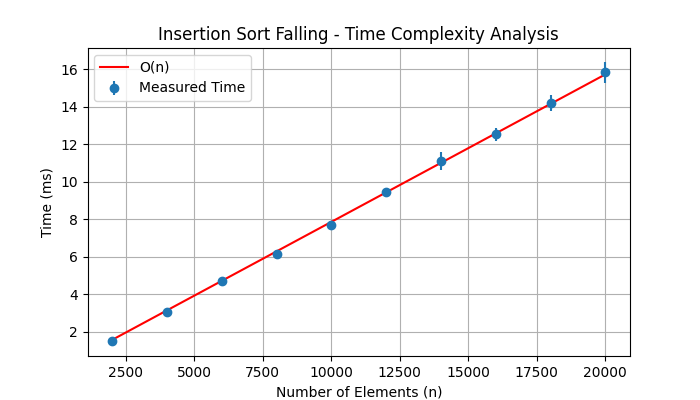 Insertion Sort Falling - Time Complexity Analysis
O(n)
Measured Time
Time (ms)
16
14
12
10
8
6
4
2
2500 5000 7500 10000 12500 15000 17500 20000
Number of Elements (n)